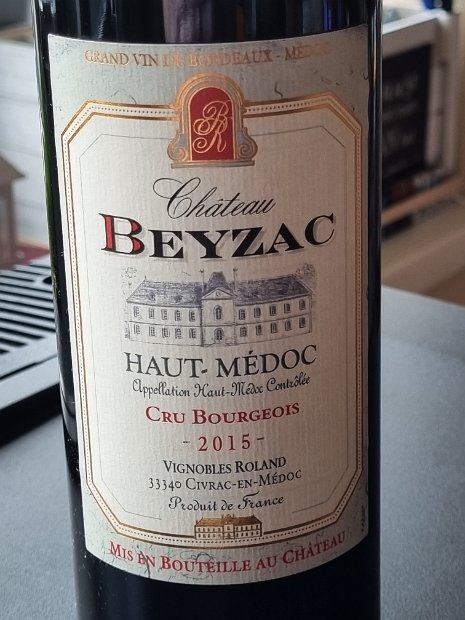 GRAND VIN DE BORDEAUX - MÉDOC
BR
Château
BEYZAC
HAUT-MÉDOC
Appellation Haut-Médoc Contrôlée
CRU BOURGEOIS
- 2015 -
VIGNOBLES ROLAND
33340 CIVRAC-EN-MÉDOC
Produit de France
MIS EN BOUTEILLE AU CHÂTEAU